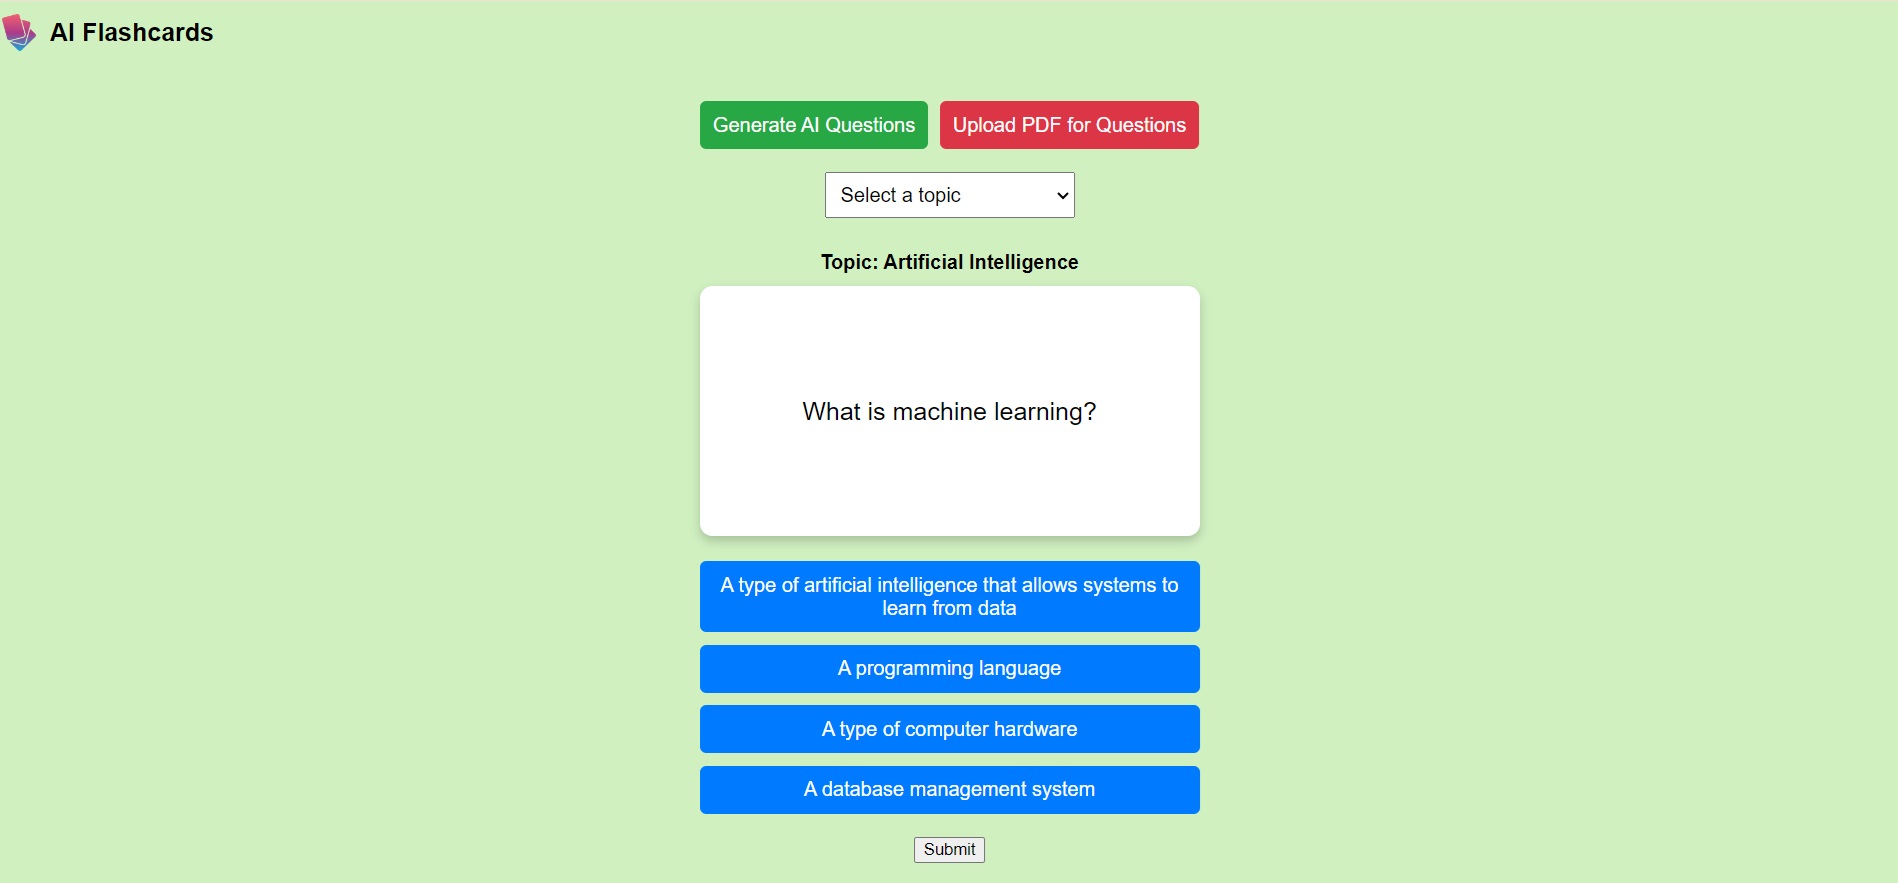 AI Flashcards
Generate AI Questions
Upload PDF for Questions
Select a topic
Topic: Artificial Intelligence
What is machine learning?
A type of artificial intelligence that allows systems to
learn from data
A programming language
A type of computer hardware
A database management system
Submit